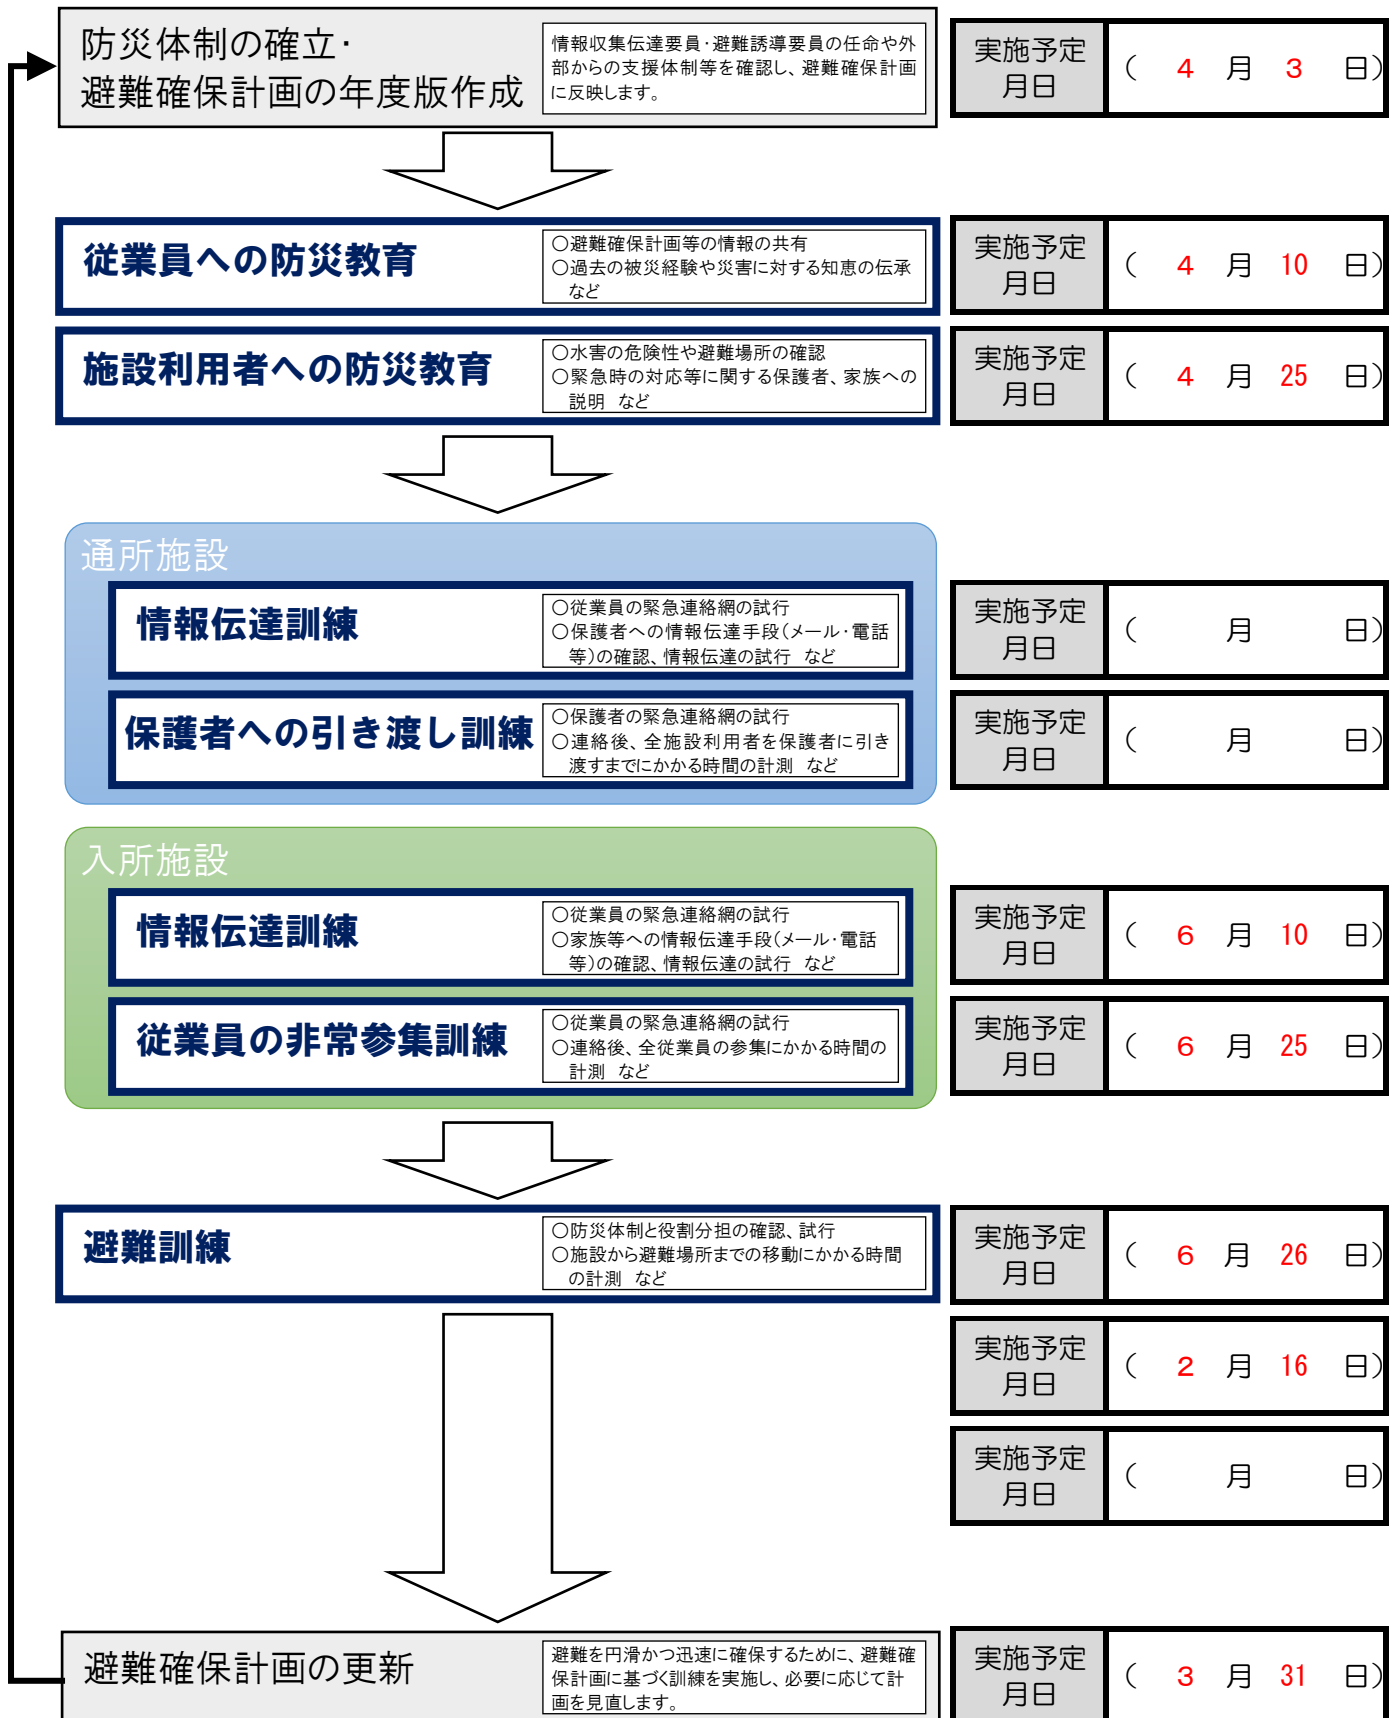 防災体制の確立・
避難確保計画の年度版作成
情報収集伝達要員・避難誘導要員の任命や外
部からの支援体制等を確認し、避難確保計画
に反映します。
実施予定
月日
（ 4 月 3 日）
従業員への防災教育
○避難確保計画等の情報の共有
○過去の被災経験や災害に対する知恵の伝承
など
実施予定
月日
（ 4 月 10 日）
施設利用者への防災教育
○水害の危険性や避難場所の確認
○緊急時の対応等に関する保護者、家族への
説明 など
実施予定
月日
（ 4 月 25 日）
通所施設
情報伝達訓練
○従業員の緊急連絡網の試行
○保護者への情報伝達手段（メール・電話
等）の確認、情報伝達の試行 など
実施予定
月日
（ 月 日）
保護者への引き渡し訓練
○保護者の緊急連絡網の試行
○連絡後、全施設利用者を保護者に引き
渡すまでにかかる時間の計測 など
実施予定
月日
（ 月 日）
入所施設
情報伝達訓練
○従業員の緊急連絡網の試行
○家族等への情報伝達手段（メール・電話
等）の確認、情報伝達の試行 など
実施予定
月日
（ 6 月 10 日）
従業員の非常参集訓練
○従業員の緊急連絡網の試行
○連絡後、全従業員の参集にかかる時間の
計測 など
実施予定
月日
（ 6 月 25 日）
避難訓練
○防災体制と役割分担の確認、試行
○施設から避難場所までの移動にかかる時間
の計測 など
実施予定
月日
（ 6 月 26 日）
実施予定
月日
（ 2 月 16 日）
実施予定
月日
（ 月 日）
避難確保計画の更新
避難を円滑かつ迅速に確保するために、避難確
保計画に基づく訓練を実施し、必要に応じて計
画を見直します。
実施予定
月日
（ 3 月 31 日）